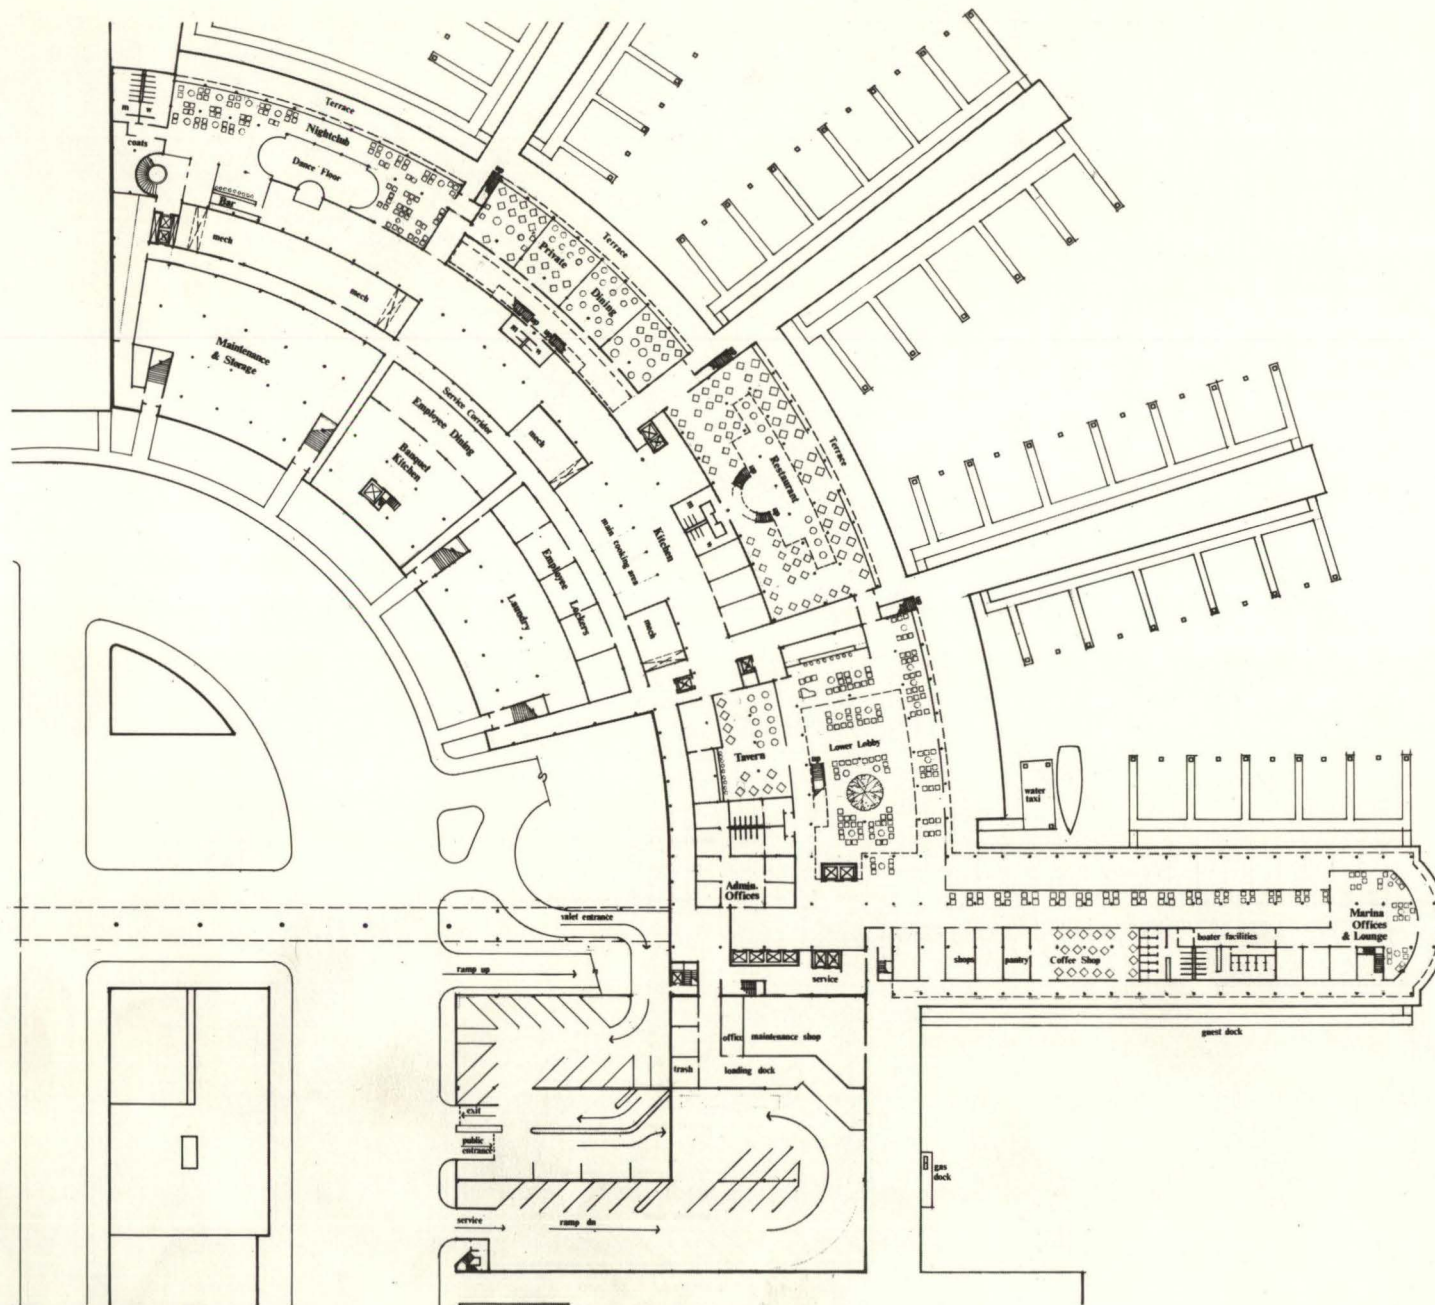 Terrace
Nightclub
m
w
coats
Dance Floor
Bar
mech
mech
Private
Dining
Terrace
Maintenance
& Storage
Service Corridor
Employee Dining
Banquet
Kitchen
mech
Restaurant
Terrace
up
up
m
w
Kitchen
main cooking area
Employee
Lockers
Laundry
mech
Tavern
Lower Lobby
up
water
taxi
Admin.
Offices
valet entrance
ramp up
Marina
Offices
& Lounge
boater facilities
shops
pantry
Coffee Shop
service
guest dock
office
maintenance shop
trash
loading dock
exit
public
entrance
gas
dock
service
ramp dn